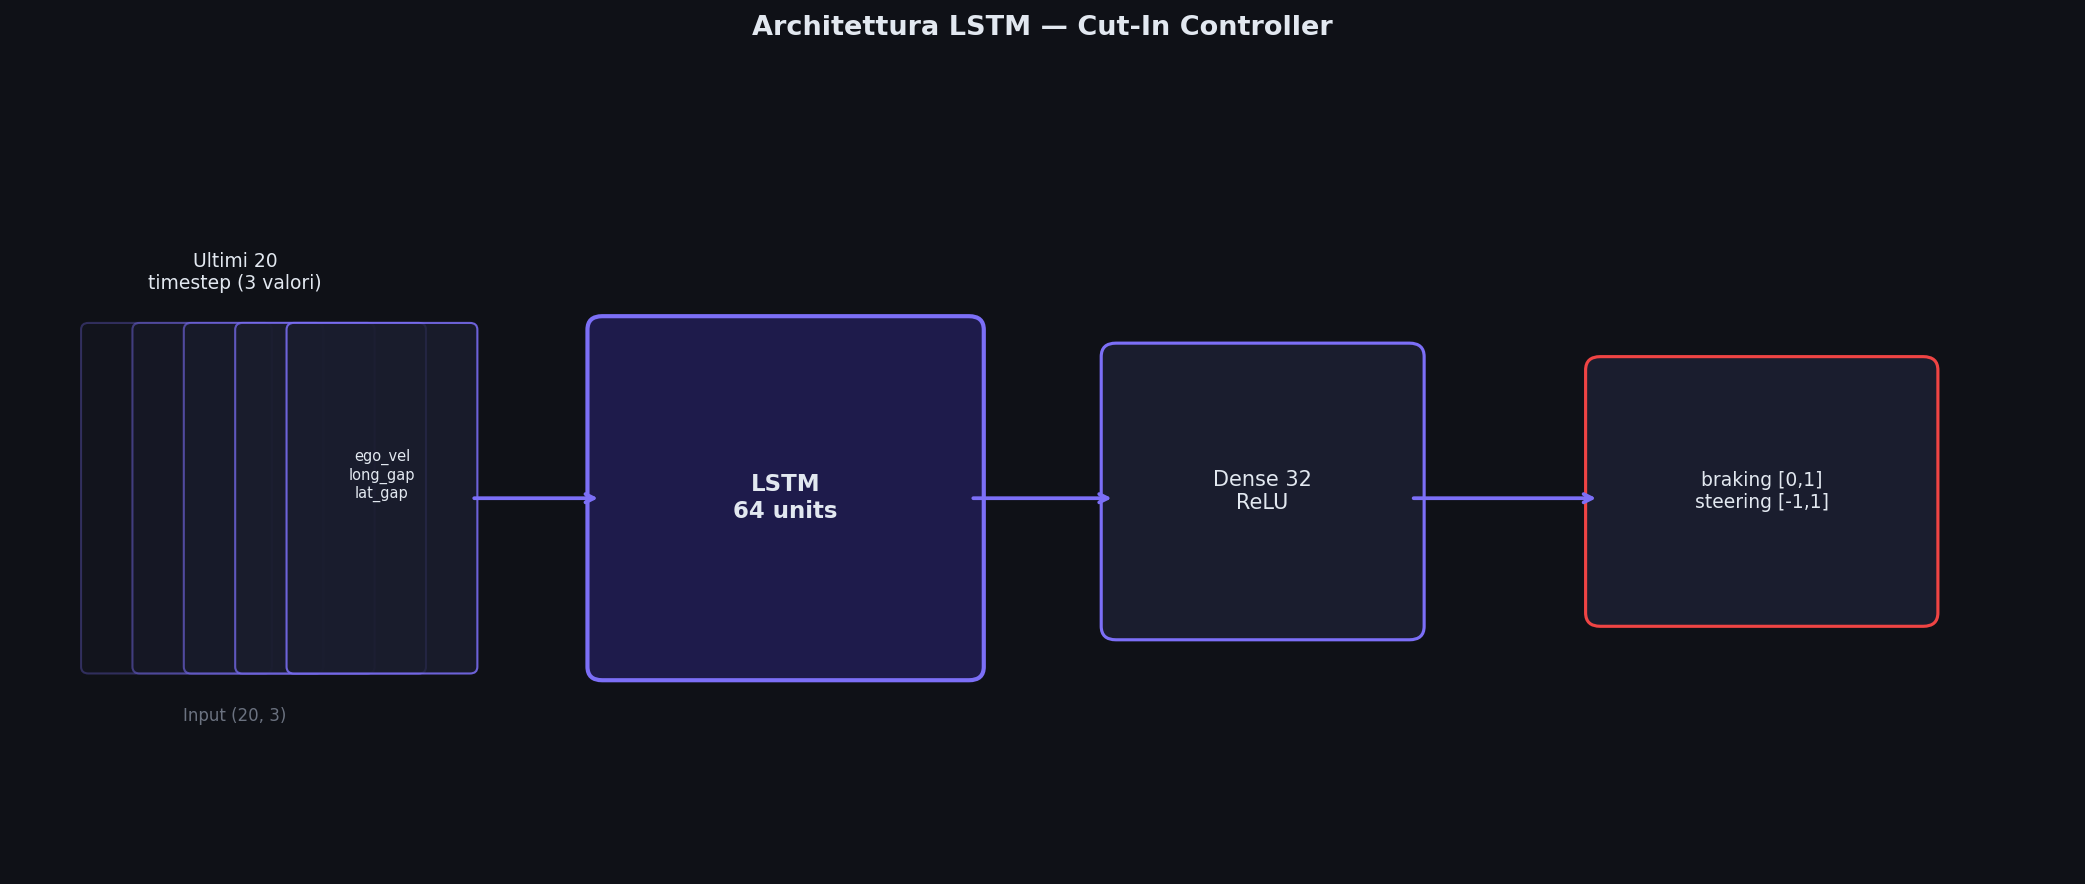 Architettura LSTM — Cut-In Controller
Ultimi 20
timestep (3 valori)
ego_vel
long_gap
lat_gap
Input (20, 3)
LSTM
64 units
Dense 32
ReLU
braking [0,1]
steering [-1,1]